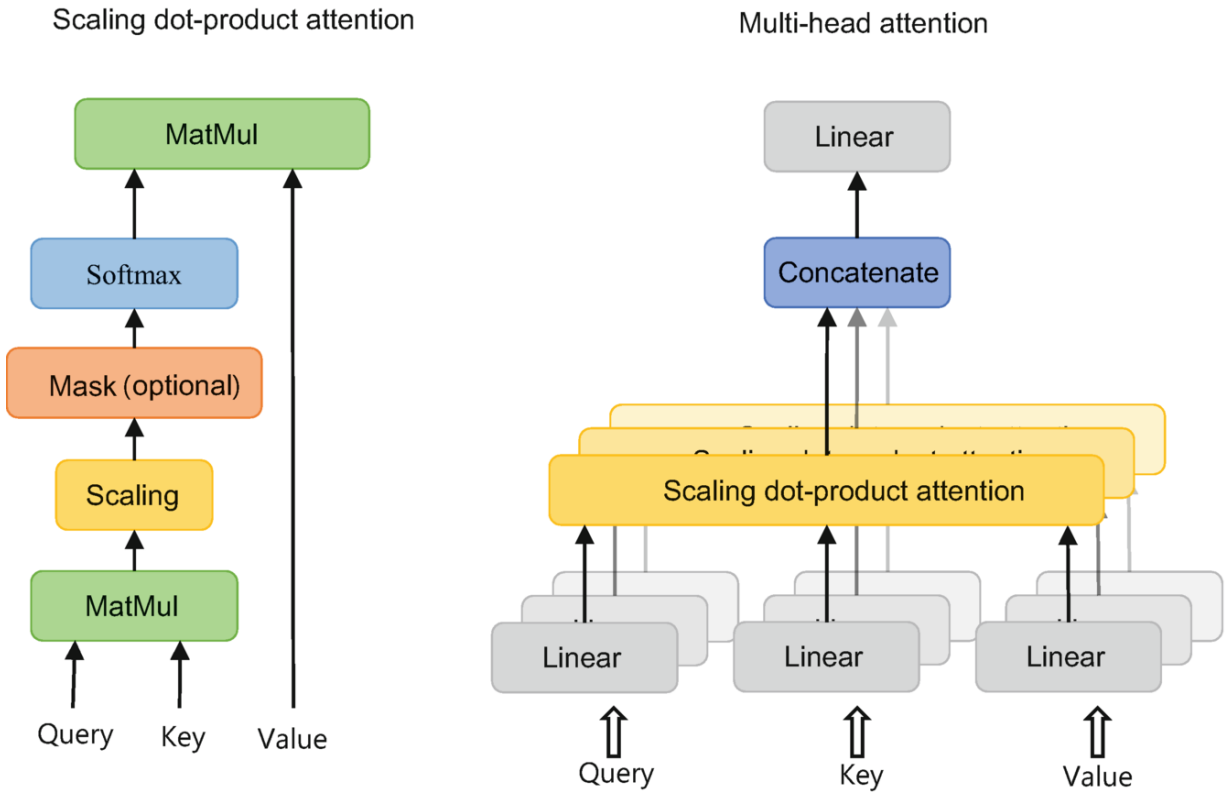 Scaling dot-product attention
MatMul
Softmax
Mask (optional)
Scaling
MatMul
Query
Key
Value
Multi-head attention
Linear
Concatenate
Scaling dot-product attention
Linear
Linear
Linear
Query
Key
Value